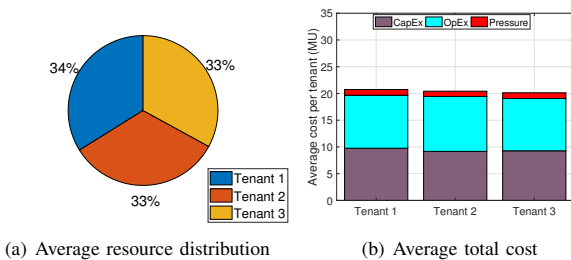 34%
33%
33%
Tenant 1
Tenant 2
Tenant 3
(a) Average resource distribution
Average cost per tenant (MU)
35
30
25
20
15
10
5
0
CapEx OpEx Pressure
Tenant 1 Tenant 2 Tenant 3
(b) Average total cost